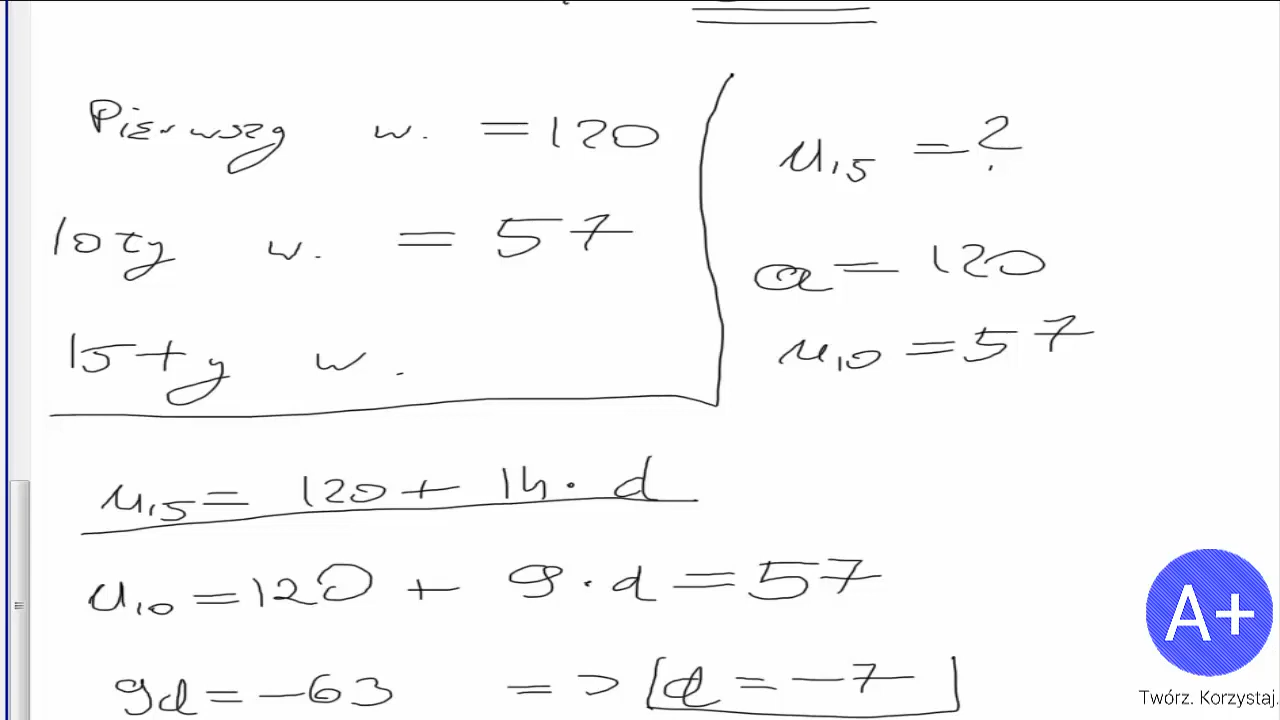 Pierwszy w. = 120
10ty w. = 57
15ty w.
u15 = ?
a = 120
u10 = 57
u15 = 120 + 14 · d
u10 = 120 + 9 · d = 57
9d = -63 => d = -7
A+
Twórz. Korzystaj.